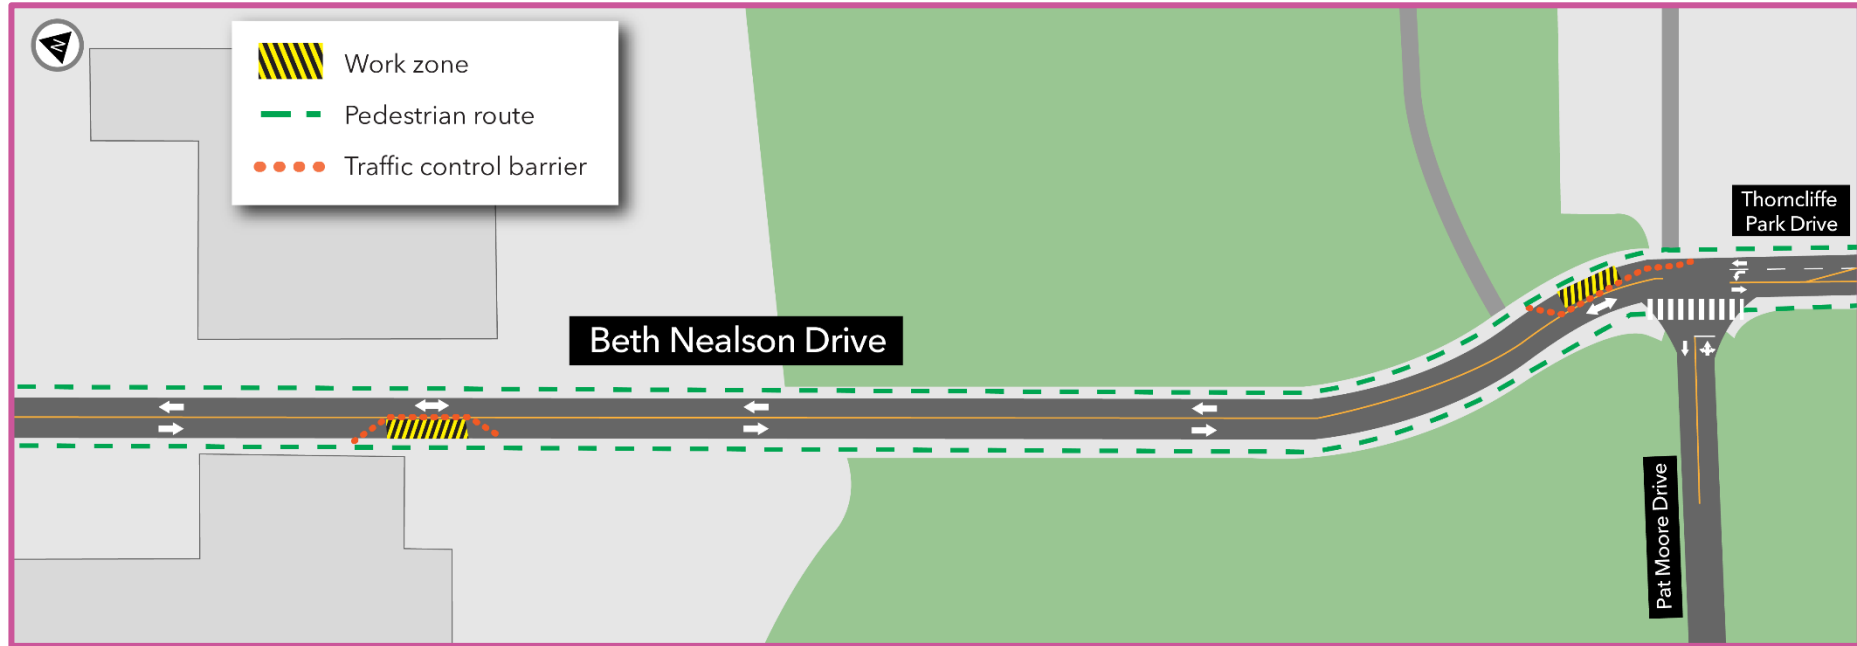 N
Work zone
Pedestrian route
Traffic control barrier
Thorncliffe
Park Drive
Beth Nealson Drive
Pat Moore Drive